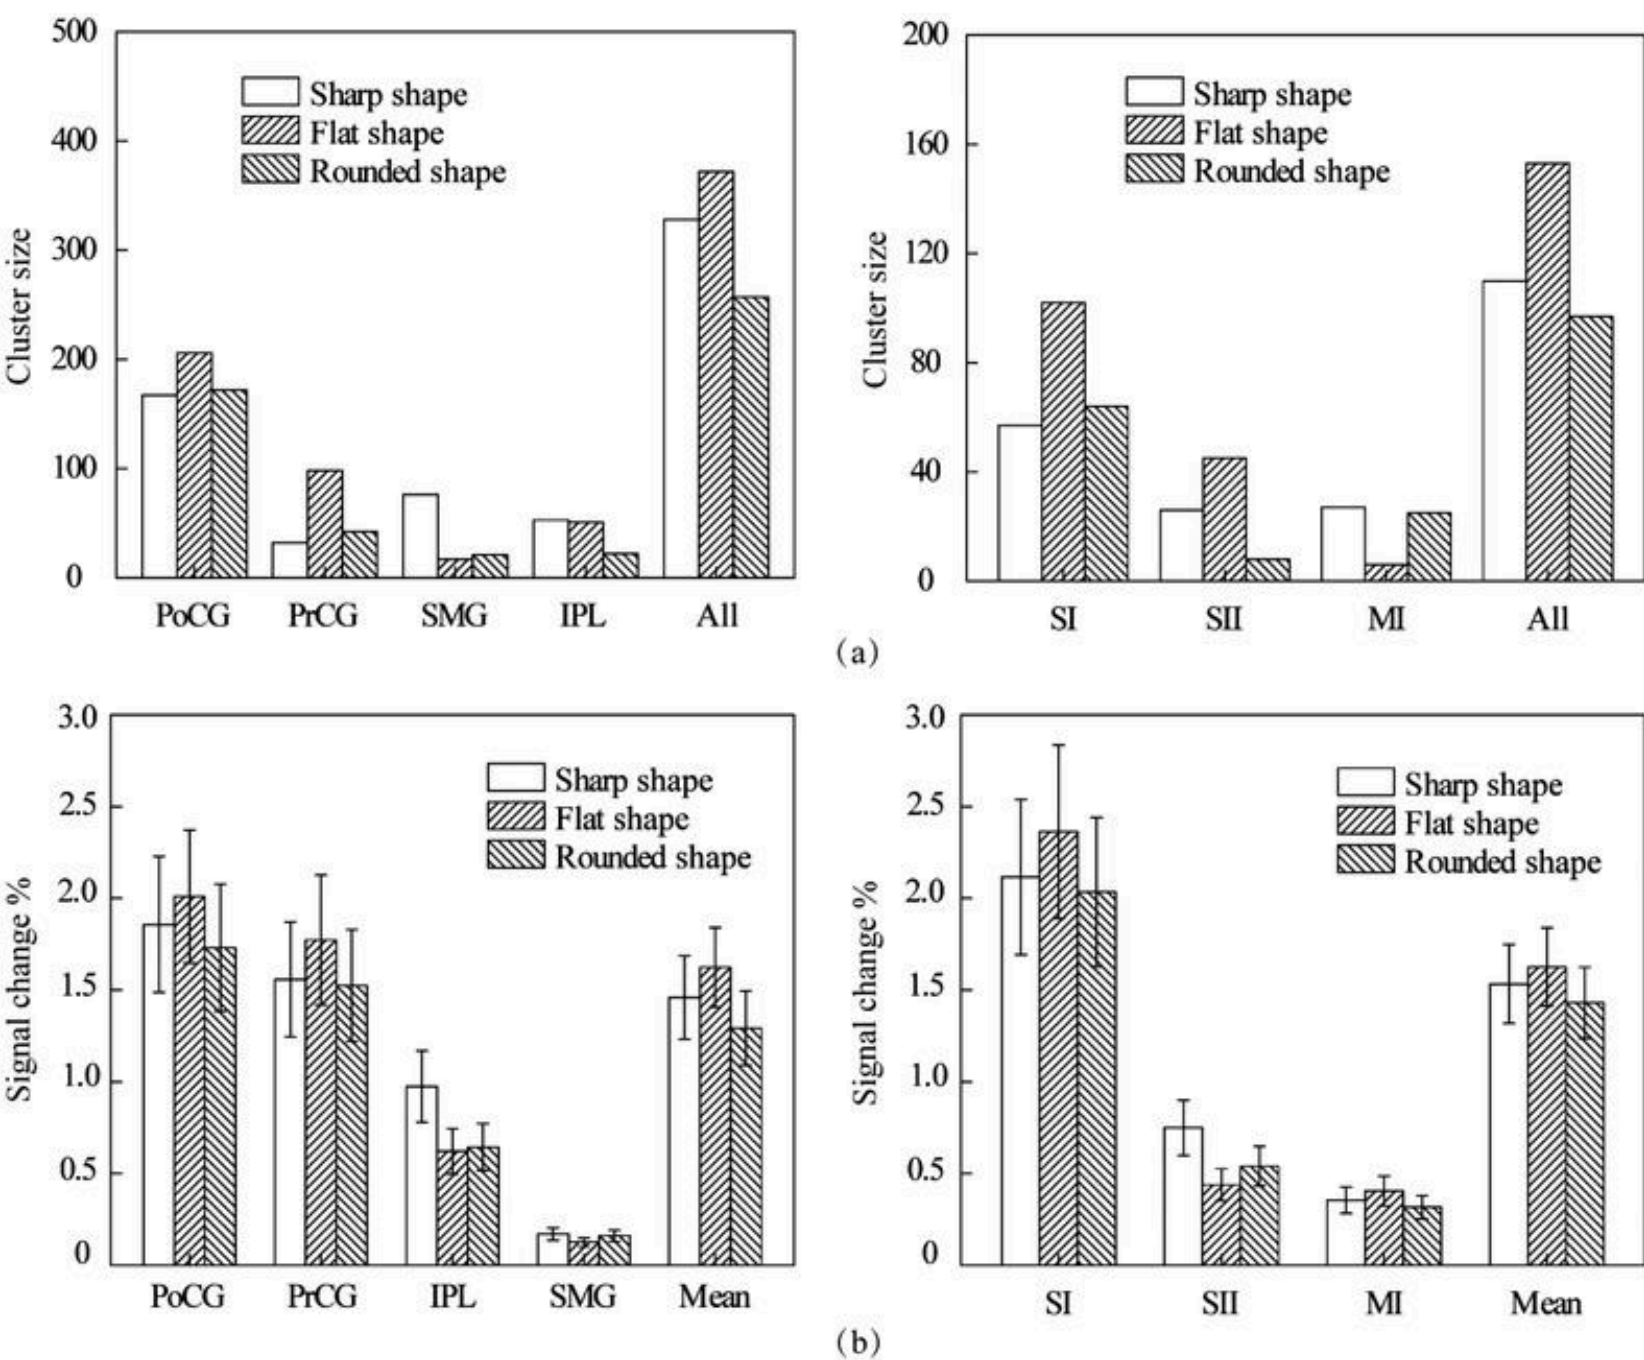 500
400
300
200
100
0
Cluster size
Sharp shape
Flat shape
Rounded shape
PoCG PrCG SMG IPL All
200
160
120
80
40
0
Cluster size
Sharp shape
Flat shape
Rounded shape
SI SII MI All
(a)
3.0
2.5
2.0
1.5
1.0
0.5
0
Signal change %
Sharp shape
Flat shape
Rounded shape
PoCG PrCG IPL SMG Mean
3.0
2.5
2.0
1.5
1.0
0.5
0
Signal change %
Sharp shape
Flat shape
Rounded shape
SI SII MI Mean
(b)